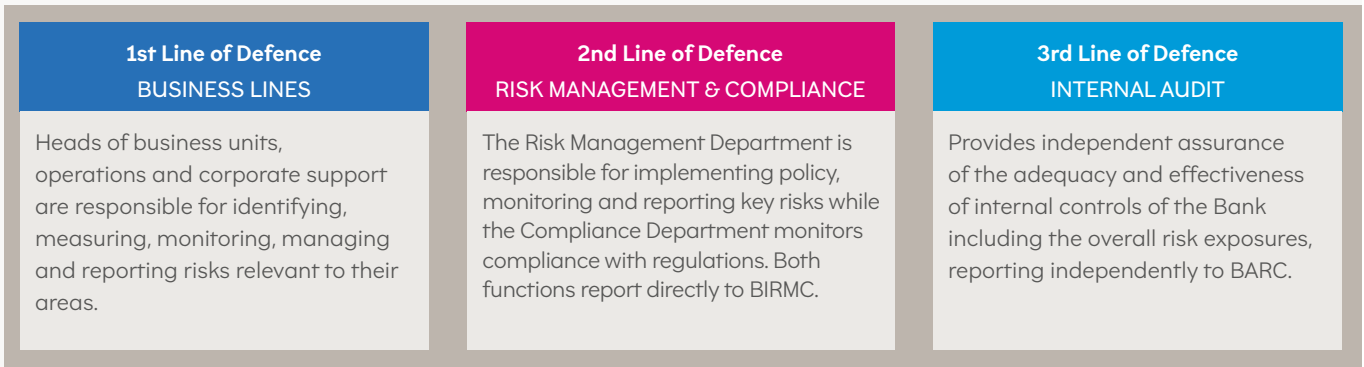 1st Line of Defence
BUSINESS LINES
Heads of business units,
operations and corporate support
are responsible for identifying,
measuring, monitoring, managing
and reporting risks relevant to their
areas.
2nd Line of Defence
RISK MANAGEMENT & COMPLIANCE
The Risk Management Department is
responsible for implementing policy,
monitoring and reporting key risks while
the Compliance Department monitors
compliance with regulations. Both
functions report directly to BIRMC.
3rd Line of Defence
INTERNAL AUDIT
Provides independent assurance
of the adequacy and effectiveness
of internal controls of the Bank
including the overall risk exposures,
reporting independently to BARC.